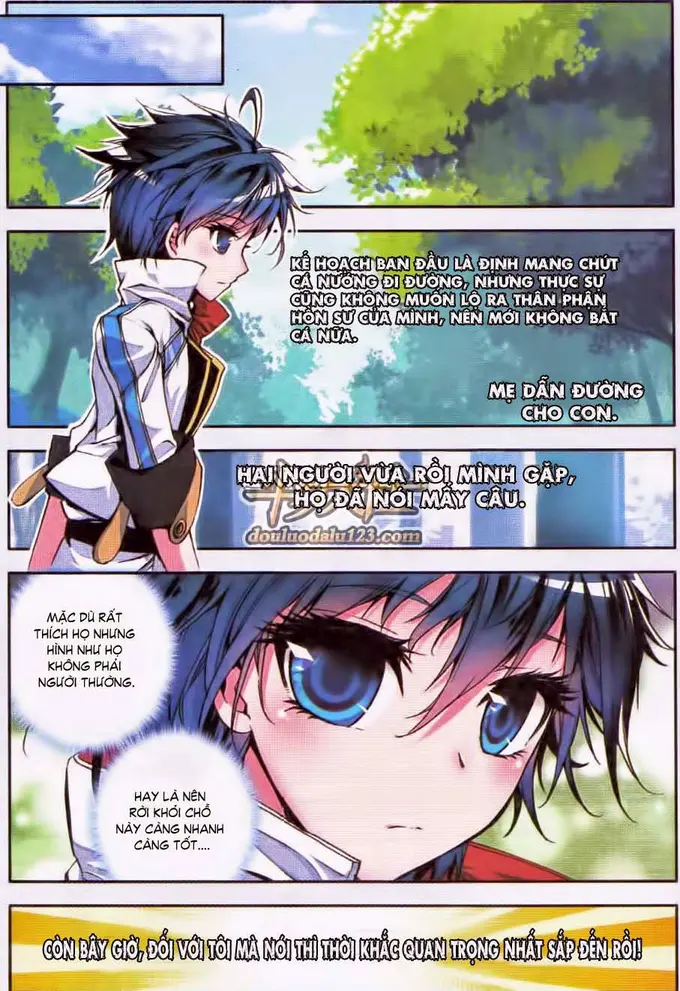 KẾ HOẠCH BAN ĐẦU LÀ ĐỊNH MANG CHÚT
CÁ NƯỚNG ĐI ĐƯỜNG, NHƯNG THỰC SỰ
CŨNG KHÔNG MUỐN LỘ RA THÂN PHẬN
HỒN SƯ CỦA MÌNH, NÊN MỚI KHÔNG BẮT
CÁ NỮA.
MẸ DẪN ĐƯỜNG
CHO CON.
HAI NGƯỜI VỪA RỒI MÌNH GẶP,
HỌ ĐÃ NÓI MẤY CÂU.
douluodalu123.com
MẶC DÙ RẤT
THÍCH HỌ NHƯNG
HÌNH NHƯ HỌ
KHÔNG PHẢI
NGƯỜI THƯỜNG.
HAY LÀ NÊN
RỜI KHỎI CHỖ
NÀY CÀNG NHANH
CÀNG TỐT....
CÒN BÂY GIỜ, ĐỐI VỚI TÔI MÀ NÓI THÌ THỜI KHẮC QUAN TRỌNG NHẤT SẮP ĐẾN RỒI!